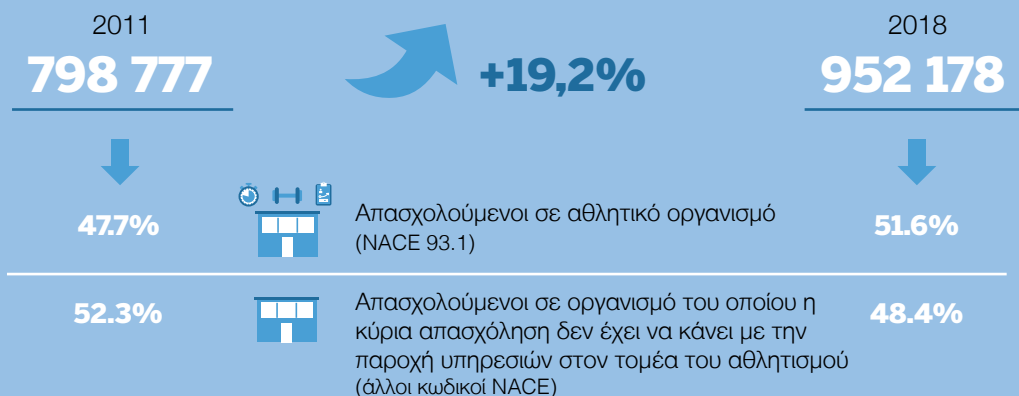 2011
798 777
+19,2%
2018
952 178
47.7%
Απασχολούμενοι σε αθλητικό οργανισμό
(NACE 93.1)
51.6%
52.3%
Απασχολούμενοι σε οργανισμό του οποίου η
κύρια απασχόληση δεν έχει να κάνει με την
παροχή υπηρεσιών στον τομέα του αθλητισμού
(άλλοι κωδικοί NACE)
48.4%